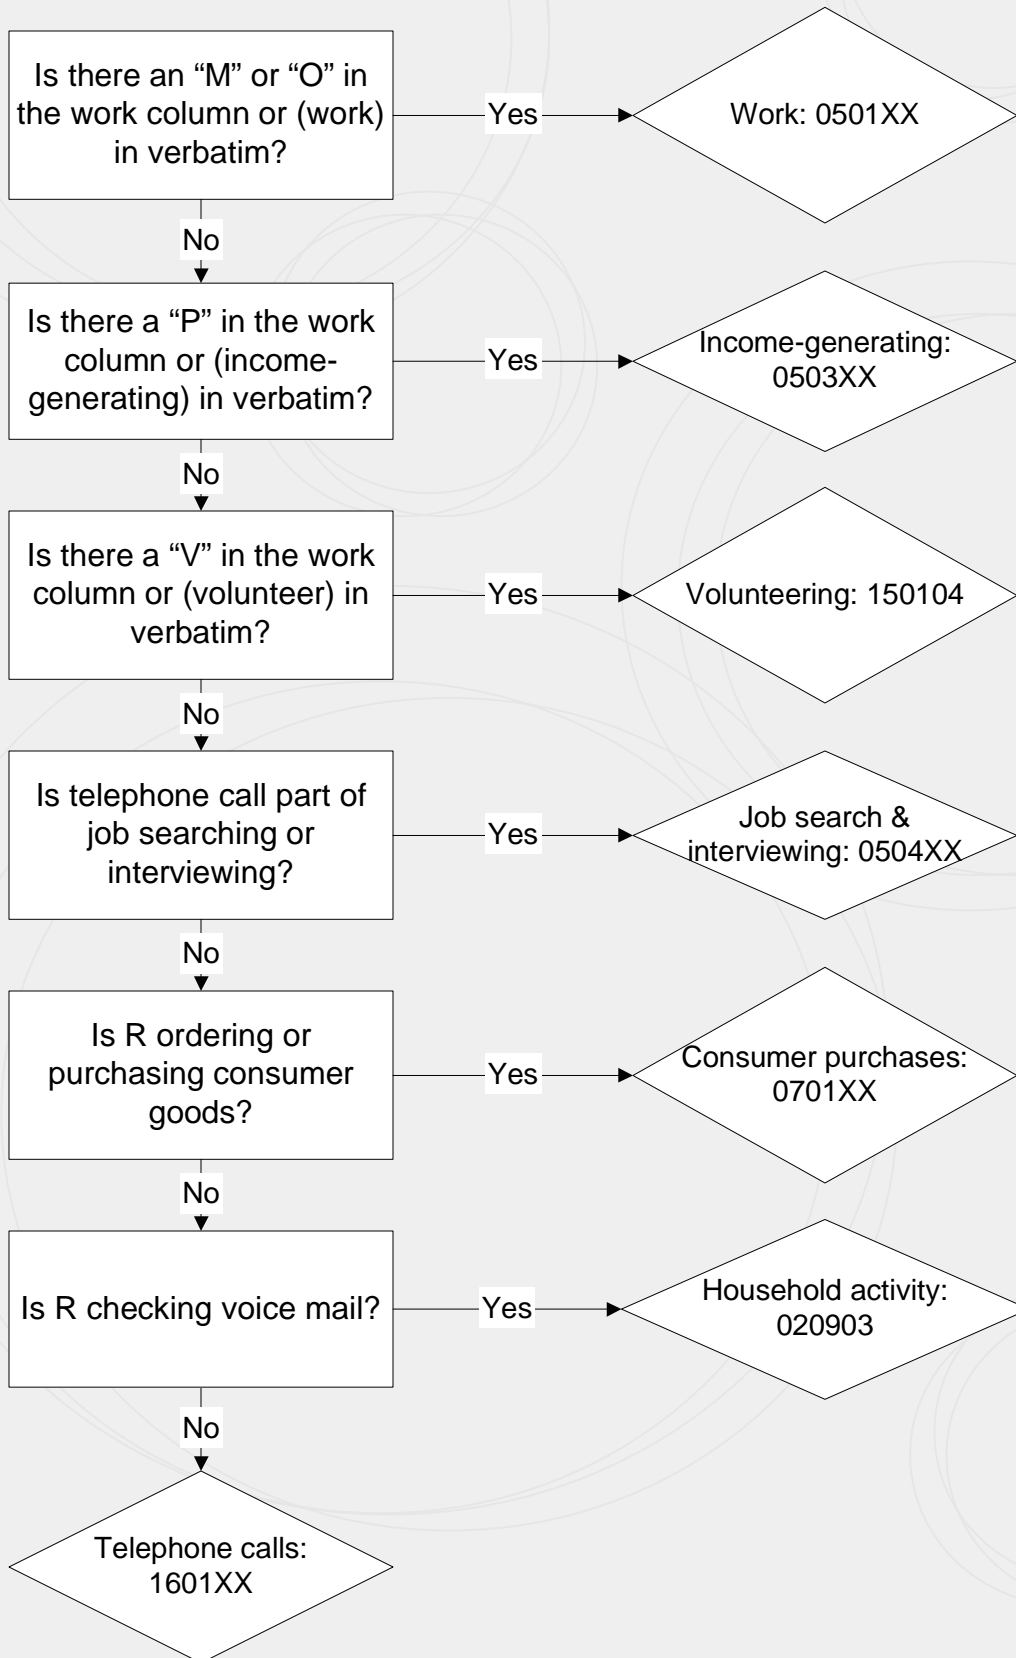 Is there an “M” or “O” in
the work column or (work)
in verbatim?
Yes
Work: 0501XX
No
Is there a “P” in the work
column or (income-
generating) in verbatim?
Yes
Income-generating:
0503XX
No
Is there a “V” in the work
column or (volunteer) in
verbatim?
Yes
Volunteering: 150104
No
Is telephone call part of
job searching or
interviewing?
Yes
Job search &
interviewing: 0504XX
No
Is R ordering or
purchasing consumer
goods?
Yes
Consumer purchases:
0701XX
No
Is R checking voice mail?
Yes
Household activity:
020903
No
Telephone calls:
1601XX